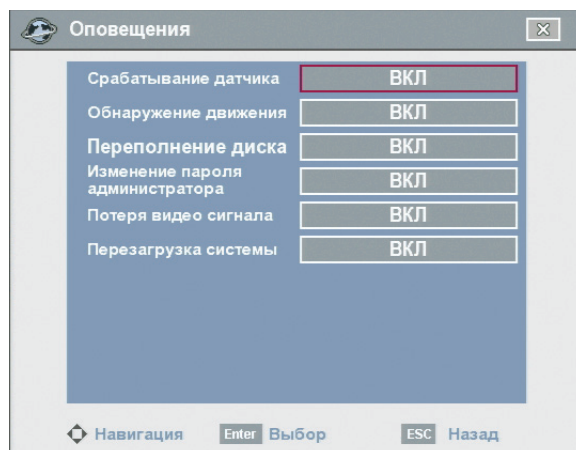 Оповещения
Срабатывание датчика ВКЛ
Обнаружение движения ВКЛ
Переполнение диска ВКЛ
Изменение пароля
администратора ВКЛ
Потеря видео сигнала ВКЛ
Перезагрузка системы ВКЛ
Навигация Enter Выбор ESC Назад